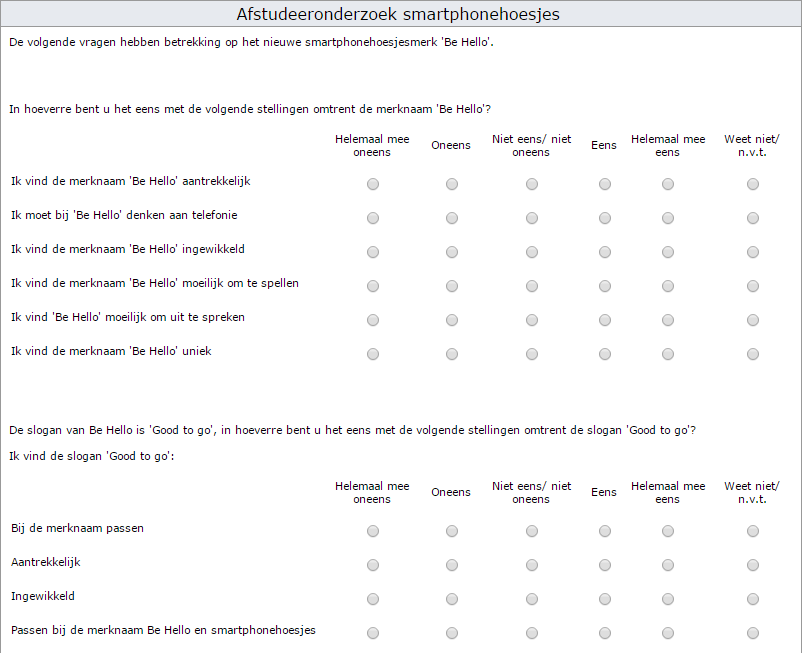 Afstudeeronderzoek smartphonehoesjes
De volgende vragen hebben betrekking op het nieuwe smartphonehoesjesmerk 'Be Hello'.
In hoeverre bent u het eens met de volgende stellingen omtrent de merknaam 'Be Hello'?
Helemaal mee oneens Oneens Niet eens/ niet oneens Eens Helemaal mee eens Weet niet/ n.v.t.
Ik vind de merknaam 'Be Hello' aantrekkelijk
Ik moet bij 'Be Hello' denken aan telefonie
Ik vind de merknaam 'Be Hello' ingewikkeld
Ik vind de merknaam 'Be Hello' moeilijk om te spellen
Ik vind 'Be Hello' moeilijk om uit te spreken
Ik vind de merknaam 'Be Hello' uniek
De slogan van Be Hello is 'Good to go', in hoeverre bent u het eens met de volgende stellingen omtrent de slogan 'Good to go'?
Ik vind de slogan 'Good to go':
Helemaal mee oneens Oneens Niet eens/ niet oneens Eens Helemaal mee eens Weet niet/ n.v.t.
Bij de merknaam passen
Aantrekkelijk
Ingewikkeld
Passen bij de merknaam Be Hello en smartphonehoesjes